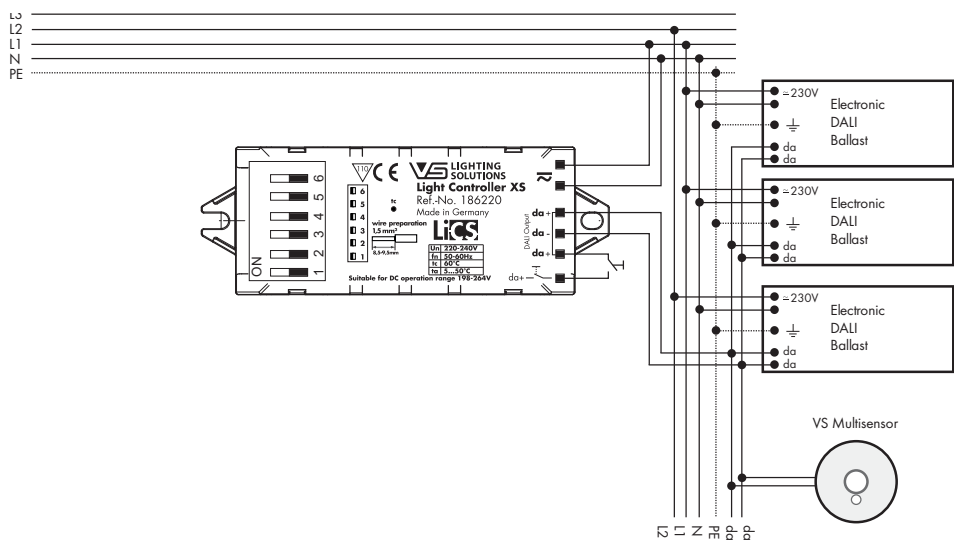 L3
L2
L1
N
PE
ON
1 2 3 4 5 6
110
CE
VS LIGHTING SOLUTIONS
Light Controller XS
Ref.-No. 186220
Made in Germany
6
5
4
3
2
1
tc
wire preparation
1,5 mm²
8,5-9,5mm
LiCS
Un 220-240V
fn 50-60Hz
tc 60°C
ta 5...50°C
Suitable for DC operation range 198-264V
DALI Output
da+
da -
da+
da+
230V
Electronic
DALI
Ballast
da
da
230V
Electronic
DALI
Ballast
da
da
230V
Electronic
DALI
Ballast
da
da
VS Multisensor
L2
L1
N
PE
da
da